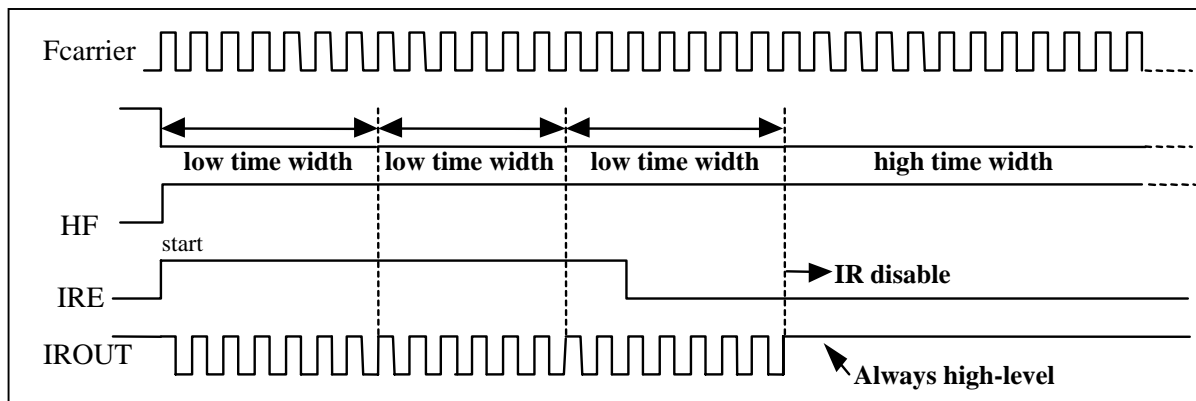 Fcarrier
low time width low time width low time width high time width
HF
start
IRE
IR disable
IROUT
Always high-level